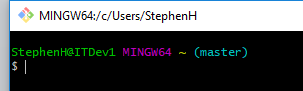 MINGW64:/c/Users/StephenH
StephenH@ITDev1 MINGW64 ~ (master)
$